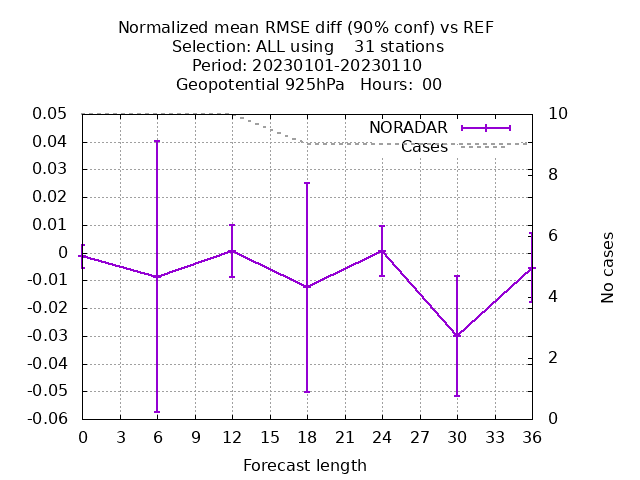 Normalized mean RMSE diff (90% conf) vs REF
Selection: ALL using    31 stations
Period: 20230101-20230110
Geopotential 925hPa   Hours:  00
NORADAR
Cases
0.05
0.04
0.03
0.02
0.01
0
-0.01
-0.02
-0.03
-0.04
-0.05
-0.06
10
8
6
4
2
0
No cases
0 3 6 9 12 15 18 21 24 27 30 33 36
Forecast length